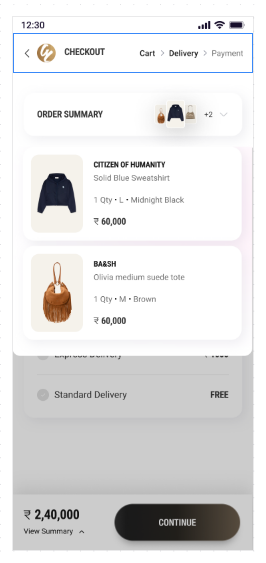 12:30
CHECKOUT
Cart > Delivery > Payment
ORDER SUMMARY
+2
CITIZEN OF HUMANITY
Solid Blue Sweatshirt
1 Qty • L • Midnight Black
₹ 60,000
BA&SH
Olivia medium suede tote
1 Qty • M • Brown
₹ 60,000
Express Delivery
Standard Delivery FREE
₹ 2,40,000
View Summary
CONTINUE